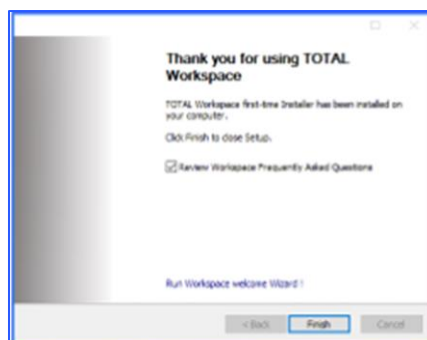 Thank you for using TOTAL
Workspace
TOTAL Workspace first-time Installer has been installed on
your computer.
Click Finish to close Setup.
Review Workspace Frequently Asked Questions
Run Workspace welcome Wizard !
< Back
Finish
Cancel